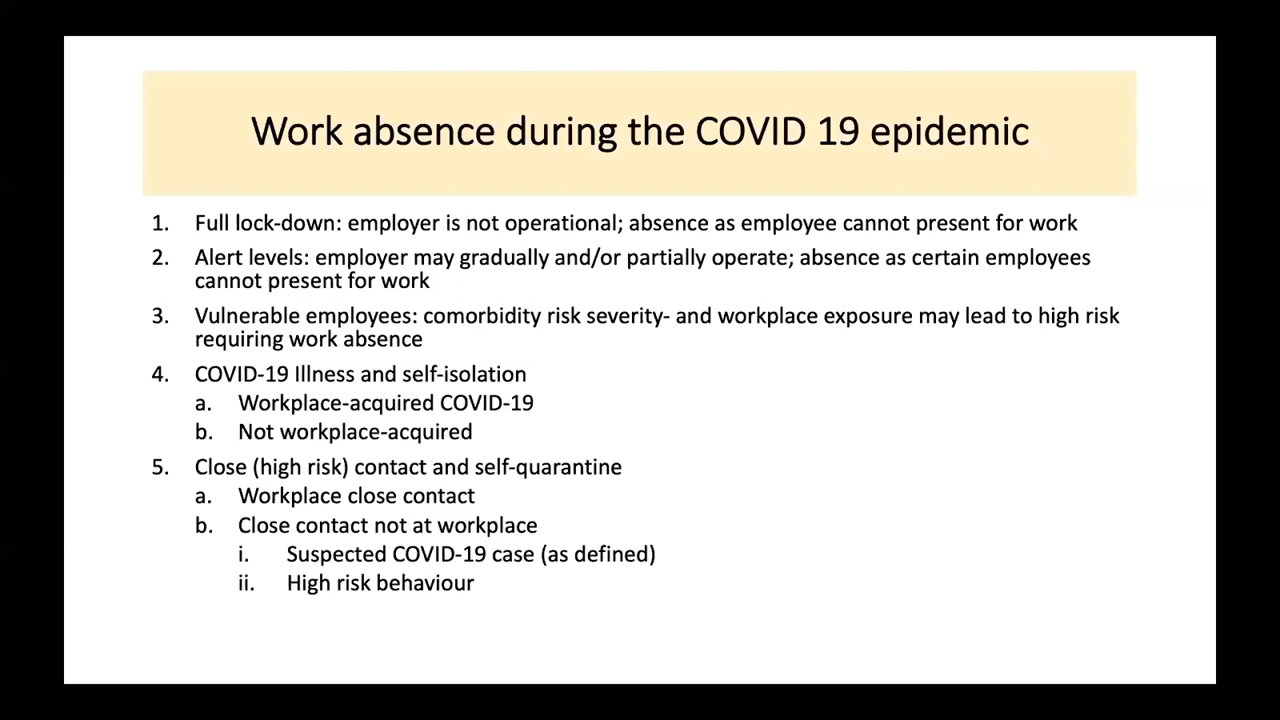 Work absence during the COVID 19 epidemic
1. Full lock-down: employer is not operational; absence as employee cannot present for work
2. Alert levels: employer may gradually and/or partially operate; absence as certain employees
cannot present for work
3. Vulnerable employees: comorbidity risk severity- and workplace exposure may lead to high risk
requiring work absence
4. COVID-19 Illness and self-isolation
a. Workplace-acquired COVID-19
b. Not workplace-acquired
5. Close (high risk) contact and self-quarantine
a. Workplace close contact
b. Close contact not at workplace
i. Suspected COVID-19 case (as defined)
ii. High risk behaviour